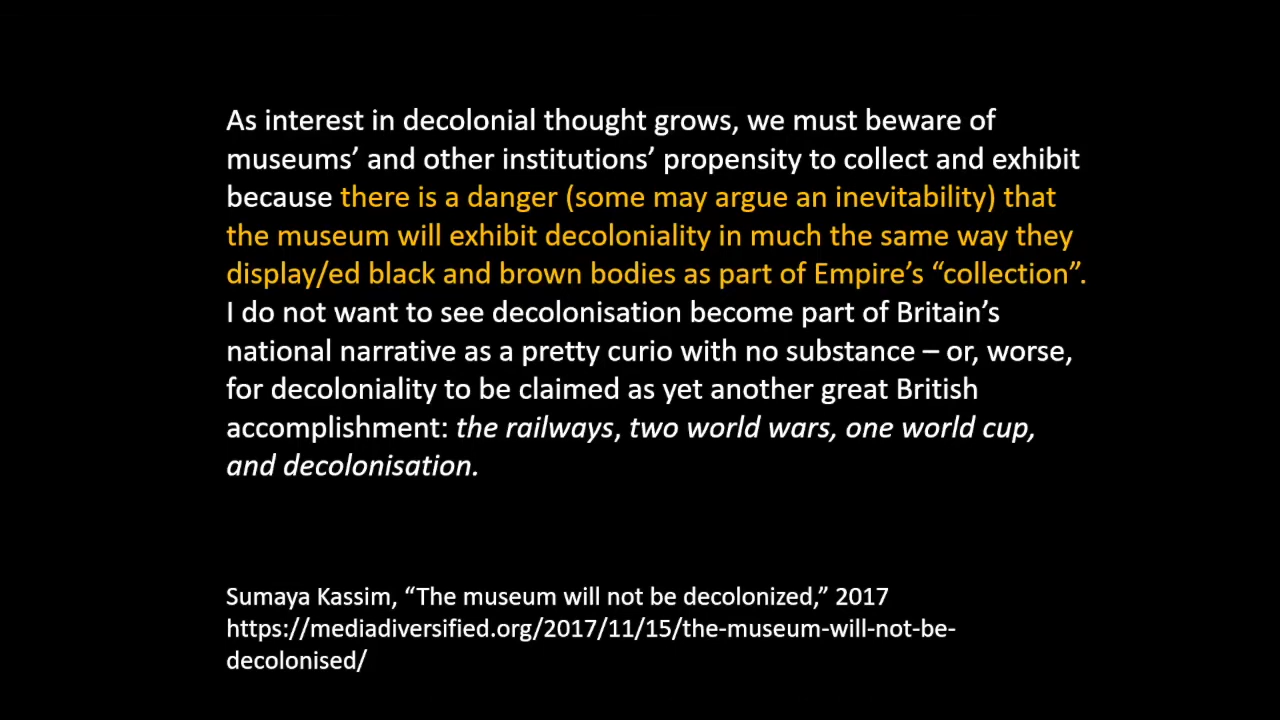 As interest in decolonial thought grows, we must beware of
museums’ and other institutions’ propensity to collect and exhibit
because there is a danger (some may argue an inevitability) that
the museum will exhibit decoloniality in much the same way they
display/ed black and brown bodies as part of Empire’s “collection”.
I do not want to see decolonisation become part of Britain’s
national narrative as a pretty curio with no substance – or, worse,
for decoloniality to be claimed as yet another great British
accomplishment: the railways, two world wars, one world cup,
and decolonisation.
Sumaya Kassim, “The museum will not be decolonized,” 2017
https://mediadiversified.org/2017/11/15/the-museum-will-not-be-
decolonised/